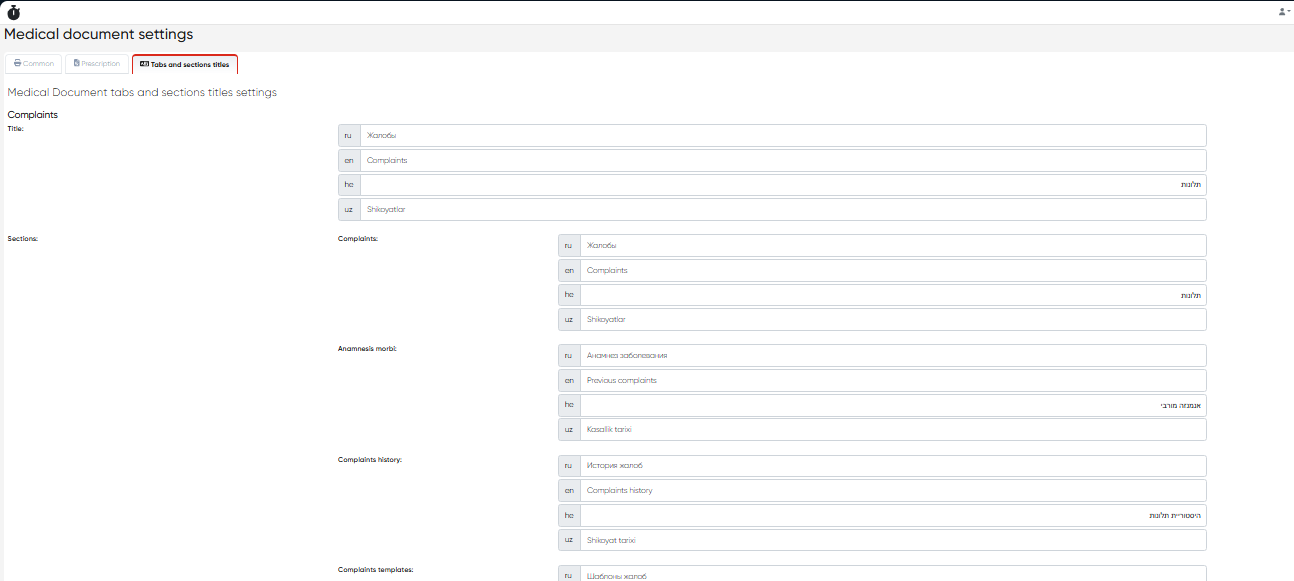 Medical document settings
Common
Prescription
Tabs and sections titles
Medical Document tabs and sections titles settings
Complaints
Title:
ru Жалобы
en Complaints
he תלונות
uz Shikoyatlar
Sections:
Complaints:
ru Жалобы
en Complaints
he תלונות
uz Shikoyatlar
Anamnesis morbi:
ru Анамнез заболевания
en Previous complaints
he אנמנזה מורבי
uz Kasallik tarixi
Complaints history:
ru История жалоб
en Complaints history
he היסטוריית תלונות
uz Shikoyat tarixi
Complaints templates:
ru Шаблоны жалоб